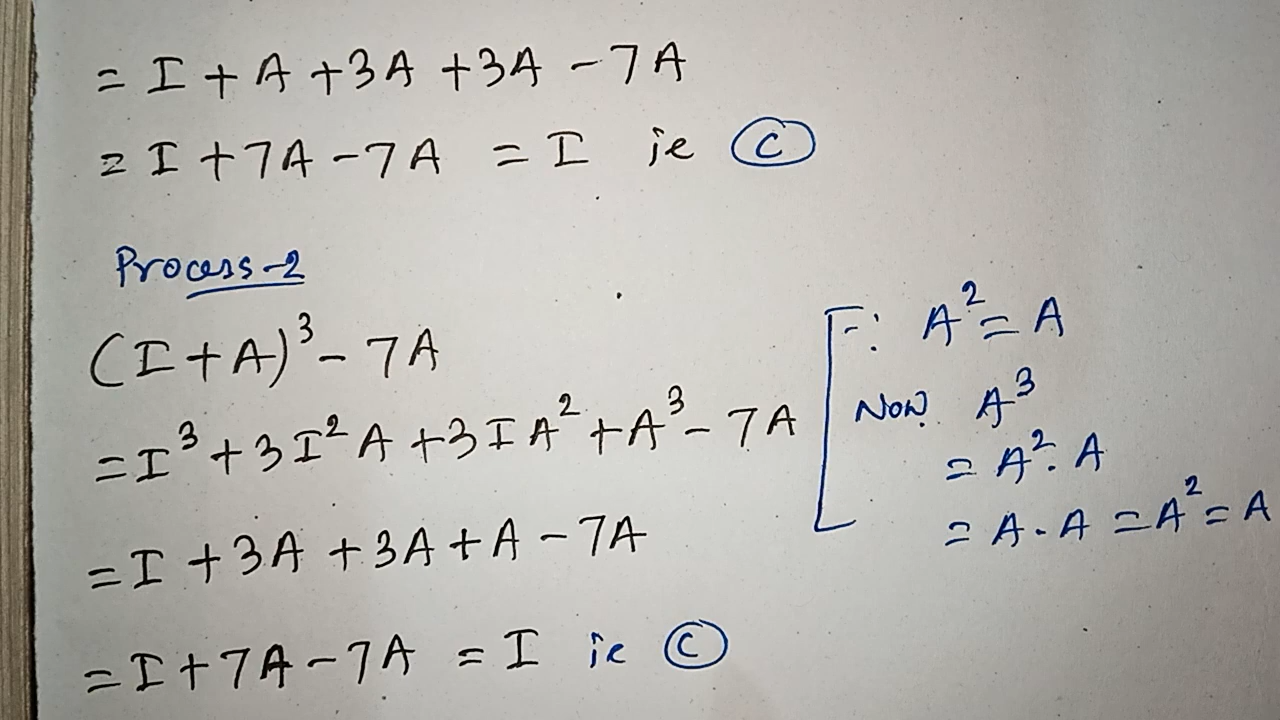 = I + A + 3A + 3A - 7A
= I + 7A - 7A = I ie (C)
Process-2
(I + A)³ - 7A
= I³ + 3I²A + 3IA² + A³ - 7A
= I + 3A + 3A + A - 7A
= I + 7A - 7A = I ie (C)
[∵ A² = A
Now. A³
= A². A
= A . A = A² = A